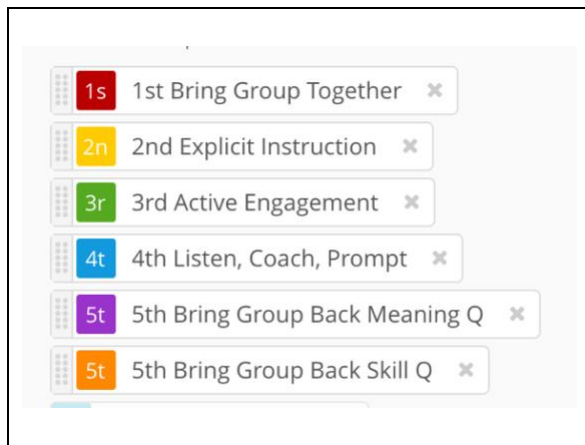 1s 1st Bring Group Together
2n 2nd Explicit Instruction
3r 3rd Active Engagement
4t 4th Listen, Coach, Prompt
5t 5th Bring Group Back Meaning Q
5t 5th Bring Group Back Skill Q